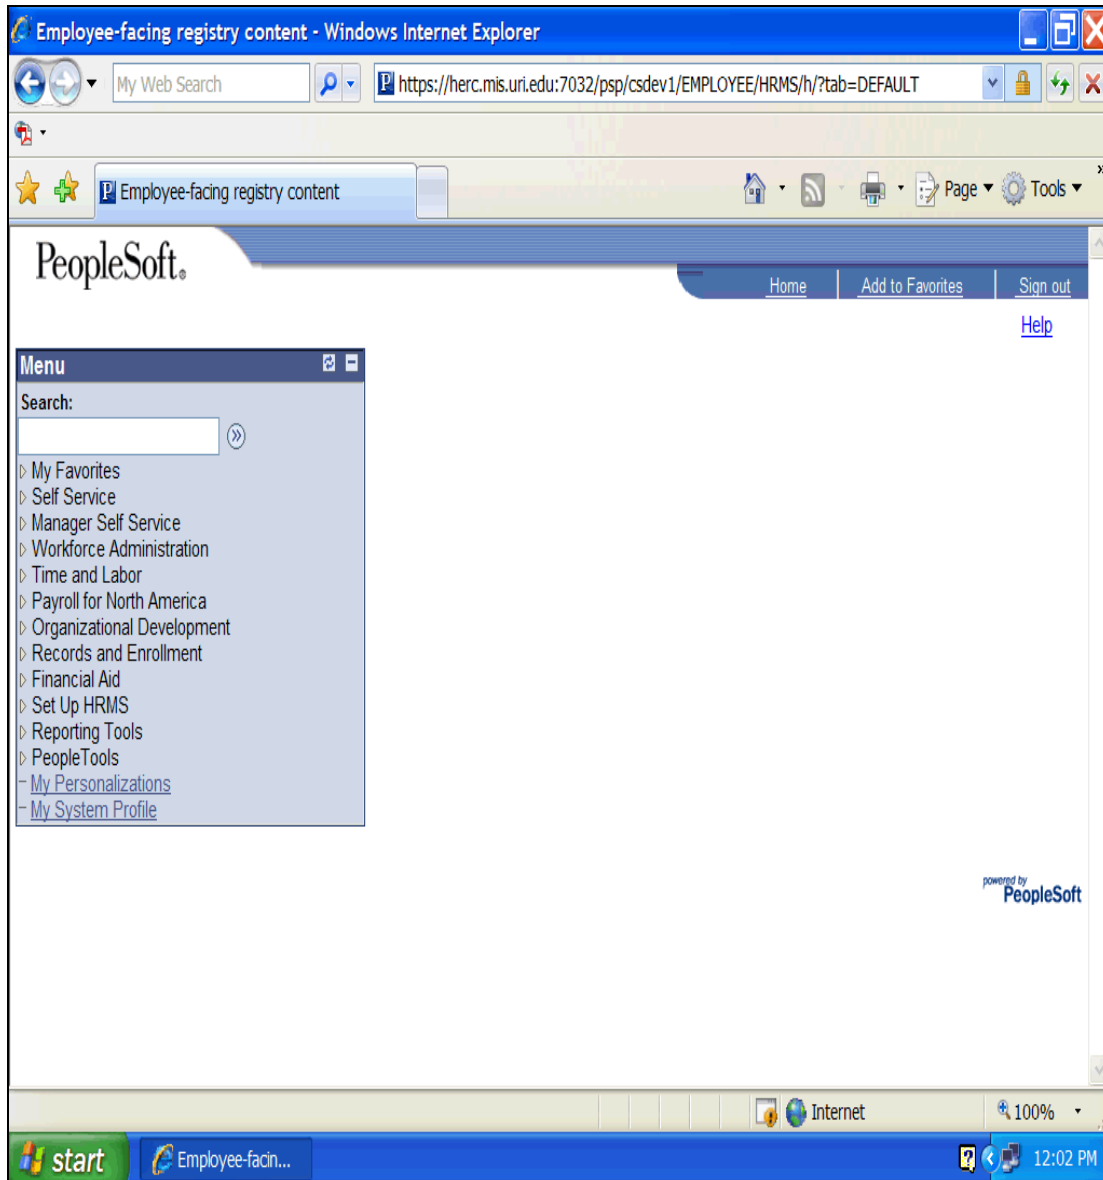 Employee-facing registry content - Windows Internet Explorer
My Web Search
https://herc.mis.uri.edu:7032/psp/csdev1/EMPLOYEE/HRMS/h/?tab=DEFAULT
Employee-facing registry content
Page
Tools
PeopleSoft®
Home
Add to Favorites
Sign out
Help
Menu
Search:
My Favorites
Self Service
Manager Self Service
Workforce Administration
Time and Labor
Payroll for North America
Organizational Development
Records and Enrollment
Financial Aid
Set Up HRMS
Reporting Tools
PeopleTools
My Personalizations
My System Profile
powered by
PeopleSoft
Internet
100%
start
Employee-facin...
12:02 PM